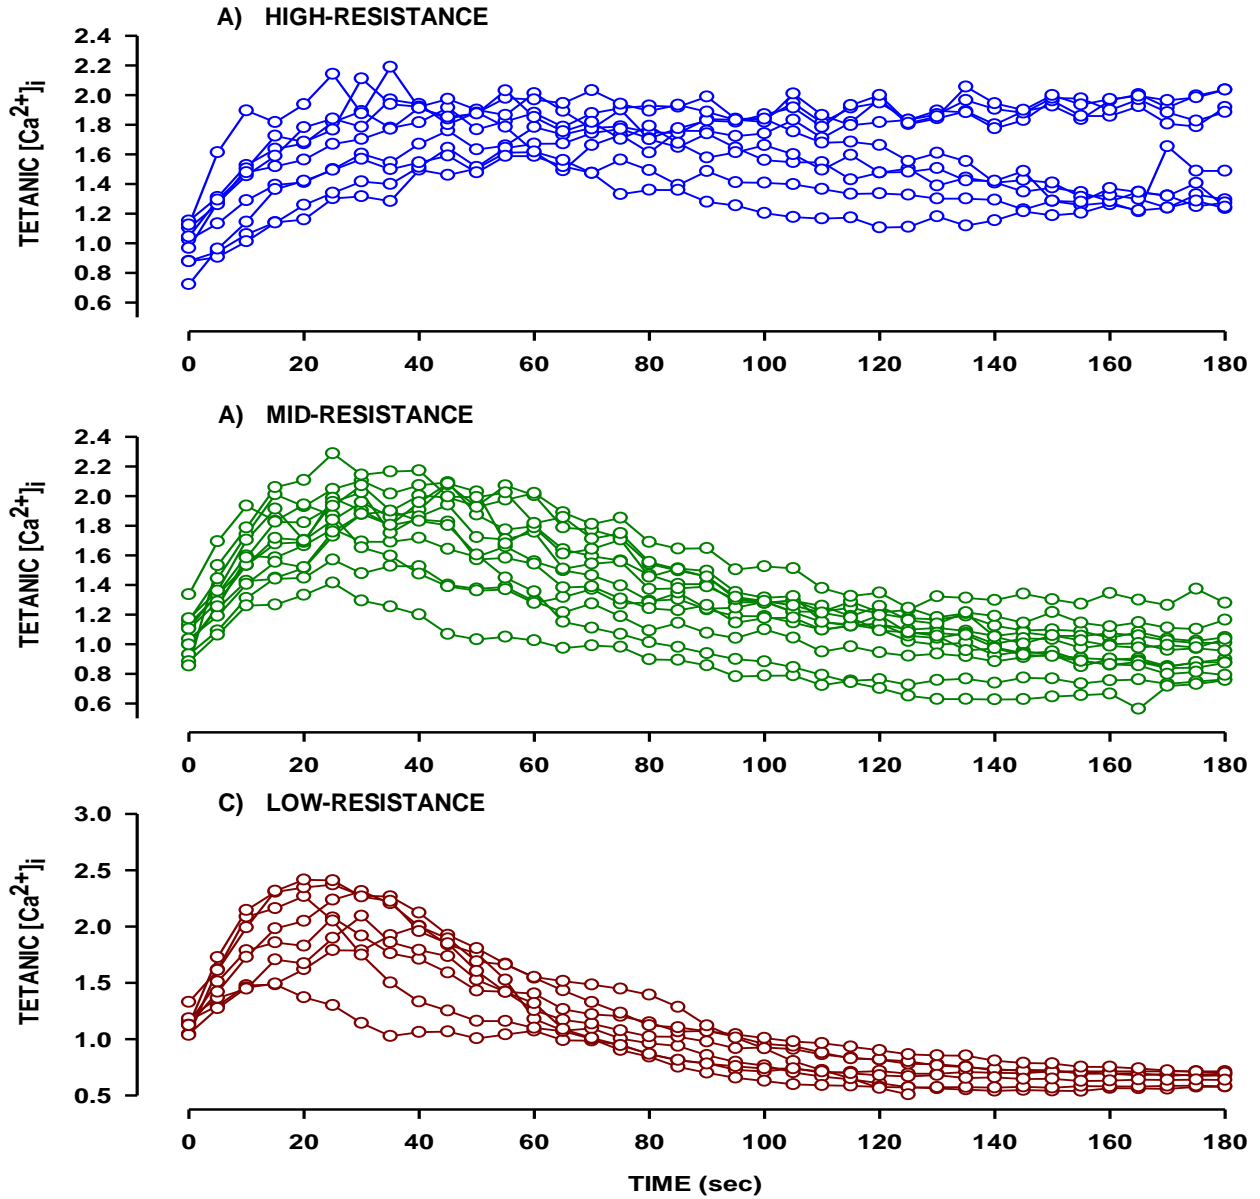 A) HIGH-RESISTANCE
TETANIC [Ca2+]i
2.4
2.2
2.0
1.8
1.6
1.4
1.2
1.0
0.8
0.6
0 20 40 60 80 100 120 140 160 180
A) MID-RESISTANCE
TETANIC [Ca2+]i
2.4
2.2
2.0
1.8
1.6
1.4
1.2
1.0
0.8
0.6
0 20 40 60 80 100 120 140 160 180
C) LOW-RESISTANCE
TETANIC [Ca2+]i
3.0
2.5
2.0
1.5
1.0
0.5
0 20 40 60 80 100 120 140 160 180
TIME (sec)